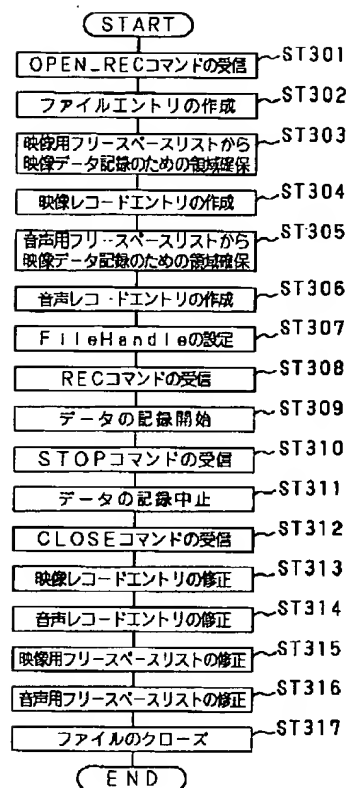 START
OPEN_RECコマンドの受信 ST301
ファイルエントリの作成 ST302
映像用フリースペースリストから ST303
映像データ記録のための領域確保
映像レコードエントリの作成 ST304
音声用フリースペースリストから ST305
映像データ記録のための領域確保
音声レコードエントリの作成 ST306
FileHandleの設定 ST307
RECコマンドの受信 ST308
データの記録開始 ST309
STOPコマンドの受信 ST310
データの記録中止 ST311
CLOSEコマンドの受信 ST312
映像レコードエントリの修正 ST313
音声レコードエントリの修正 ST314
映像用フリースペースリストの修正 ST315
音声用フリースペースリストの修正 ST316
ファイルのクローズ ST317
END